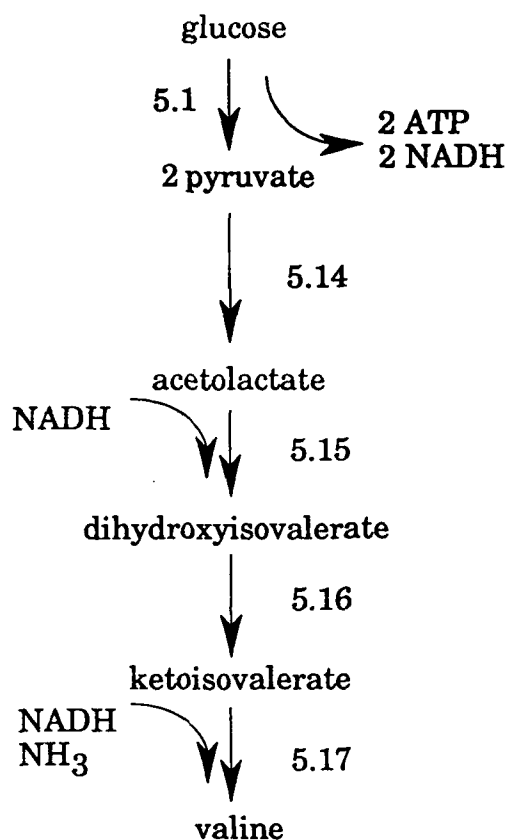 glucose
5.1
2 ATP
2 NADH
2 pyruvate
5.14
acetolactate
NADH
5.15
dihydroxyisovalerate
5.16
ketoisovalerate
NADH
NH3
5.17
valine